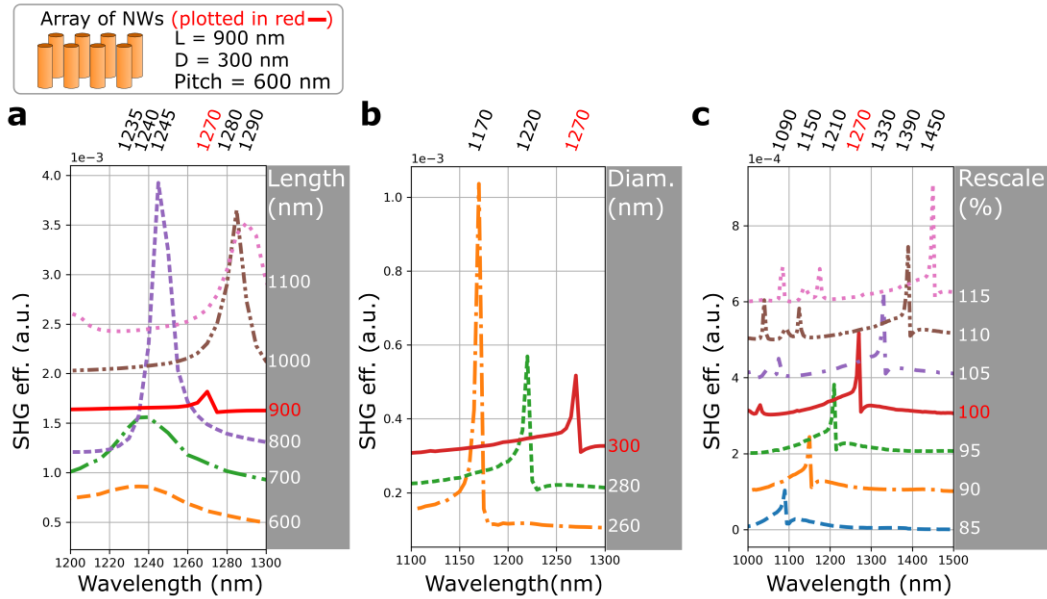 Array of NWs (plotted in red━)
L = 900 nm
D = 300 nm
Pitch = 600 nm
a
1235
1240
1245
1270
1280
1290
1e−3
Length
(nm)
4.0
3.5
3.0
2.5
2.0
1.5
1.0
0.5
SHG eff. (a.u.)
1100
1000
900
800
700
600
1200 1220 1240 1260 1280 1300
Wavelength (nm)
b
1170
1220
1270
1e−3
Diam.
(nm)
1.0
0.8
0.6
0.4
0.2
SHG eff. (a.u.)
300
280
260
1100 1150 1200 1250 1300
Wavelength(nm)
c
1090
1150
1210
1270
1330
1390
1450
1e−4
Rescale
(%)
8
6
4
2
0
SHG eff. (a.u.)
115
110
105
100
95
90
85
1000 1100 1200 1300 1400 1500
Wavelength (nm)